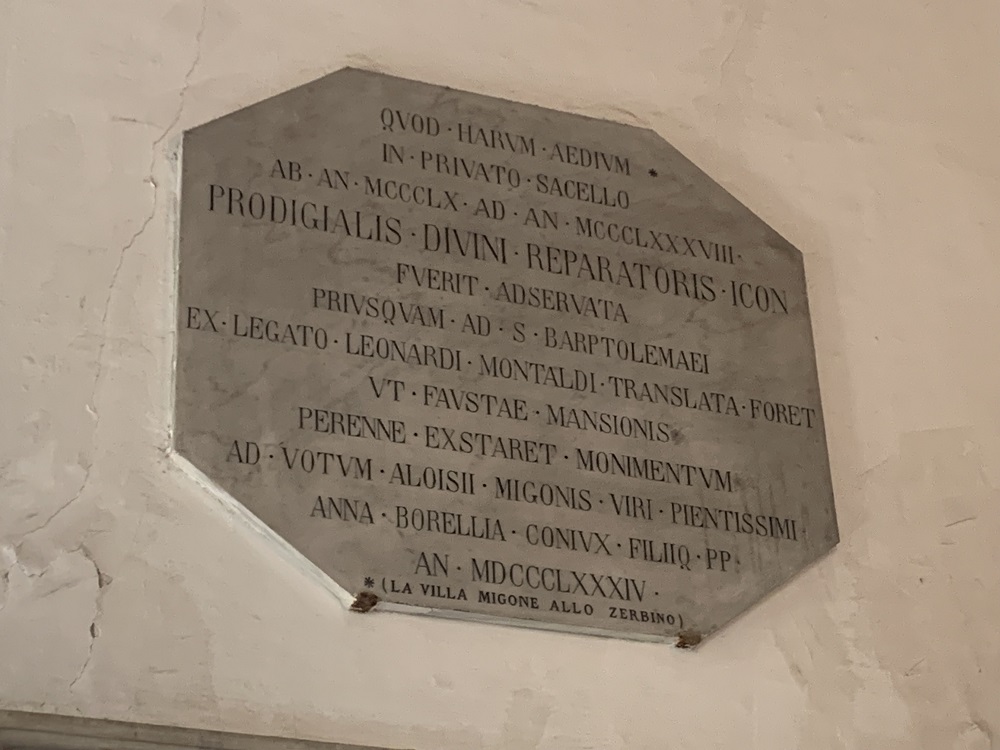 QVOD · HARVM · AEDIVM *
IN · PRIVATO · SACELLO
AB · AN · MCCCLX · AD · AN · MCCCLXXXVIII ·
PRODIGIALIS · DIVINI · REPARATORIS · ICON
FVERIT · ADSERVATA
PRIVSQVAM · AD · S · BARPTOLEMAEI
EX · LEGATO · LEONARDI · MONTALDI · TRANSLATA · FORET
VT · FAVSTAE · MANSIONIS
PERENNE · EXSTARET · MONIMENTVM
AD · VOTVM · ALOISII · MIGONIS · VIRI · PIENTISSIMI ·
ANNA · BORELLIA · CONIVX · FILIIQ · PP ·
AN · MDCCCLXXXIV ·
* (LA VILLA MIGONE ALLO ZERBINO)